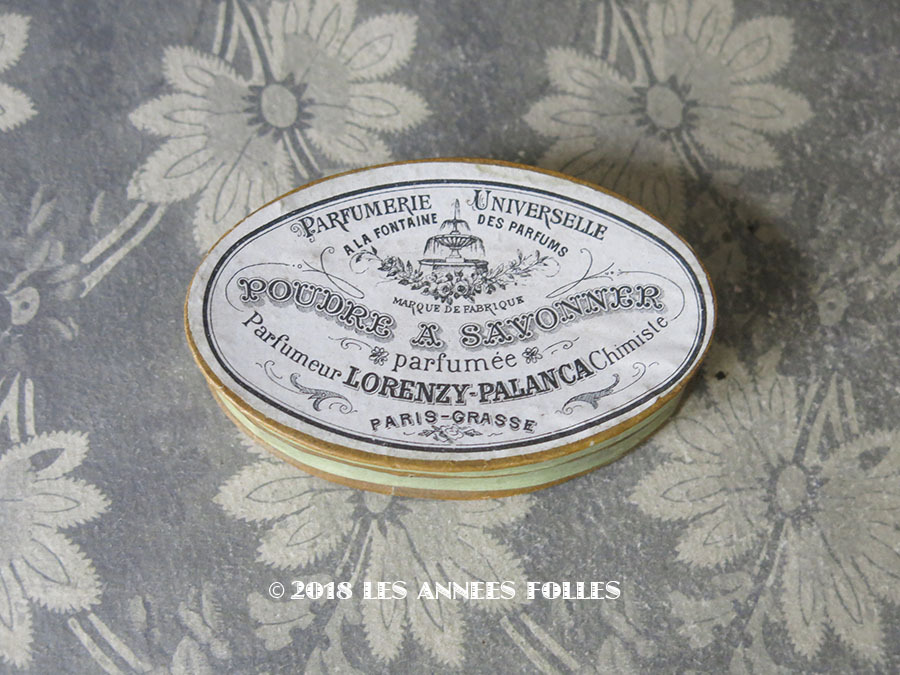 PARFUMERIE UNIVERSELLE
A LA FONTAINE DES PARFUMS
MARQUE DE FABRIQUE
POUDRE A SAVONNER
parfumée
Parfumeur LORENZY-PALANCA Chimiste
PARIS-GRASSE
© 2018 LES ANNEES FOLLES